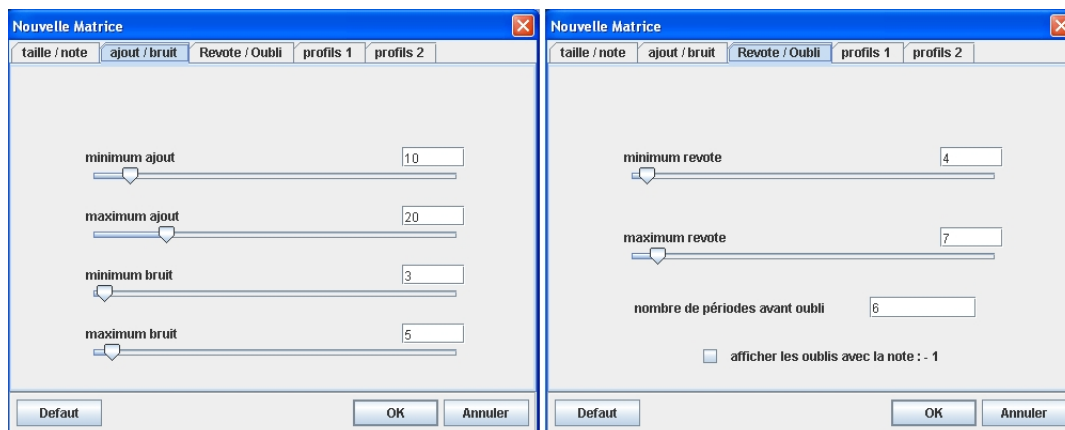 Nouvelle Matrice
taille / note ajout / bruit Revote / Oubli profils 1 profils 2
minimum ajout 10
maximum ajout 20
minimum bruit 3
maximum bruit 5
Defaut OK Annuler
Nouvelle Matrice
taille / note ajout / bruit Revote / Oubli profils 1 profils 2
minimum revote 4
maximum revote 7
nombre de périodes avant oubli 6
afficher les oublis avec la note : - 1
Defaut OK Annuler